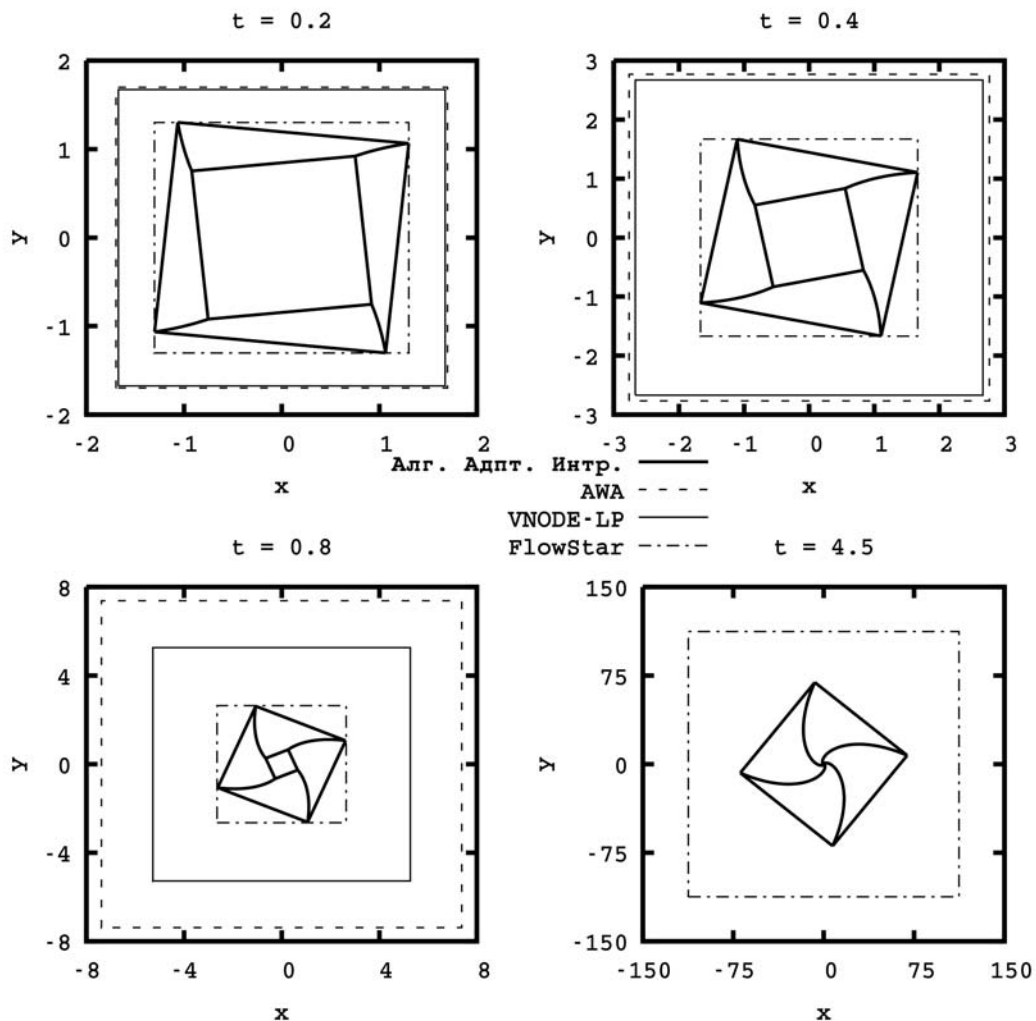 t = 0.2
t = 0.4
2
1
0
-1
-2
y
-2 -1 0 1 2
x
3
2
1
0
-1
-2
-3
y
-3 -2 -1 0 1 2 3
x
Алг. Адпт. Интр.
AWA
VNODE-LP
FlowStar
t = 0.8
t = 4.5
8
4
0
-4
-8
y
-8 -4 0 4 8
x
150
75
0
-75
-150
y
-150 -75 0 75 150
x